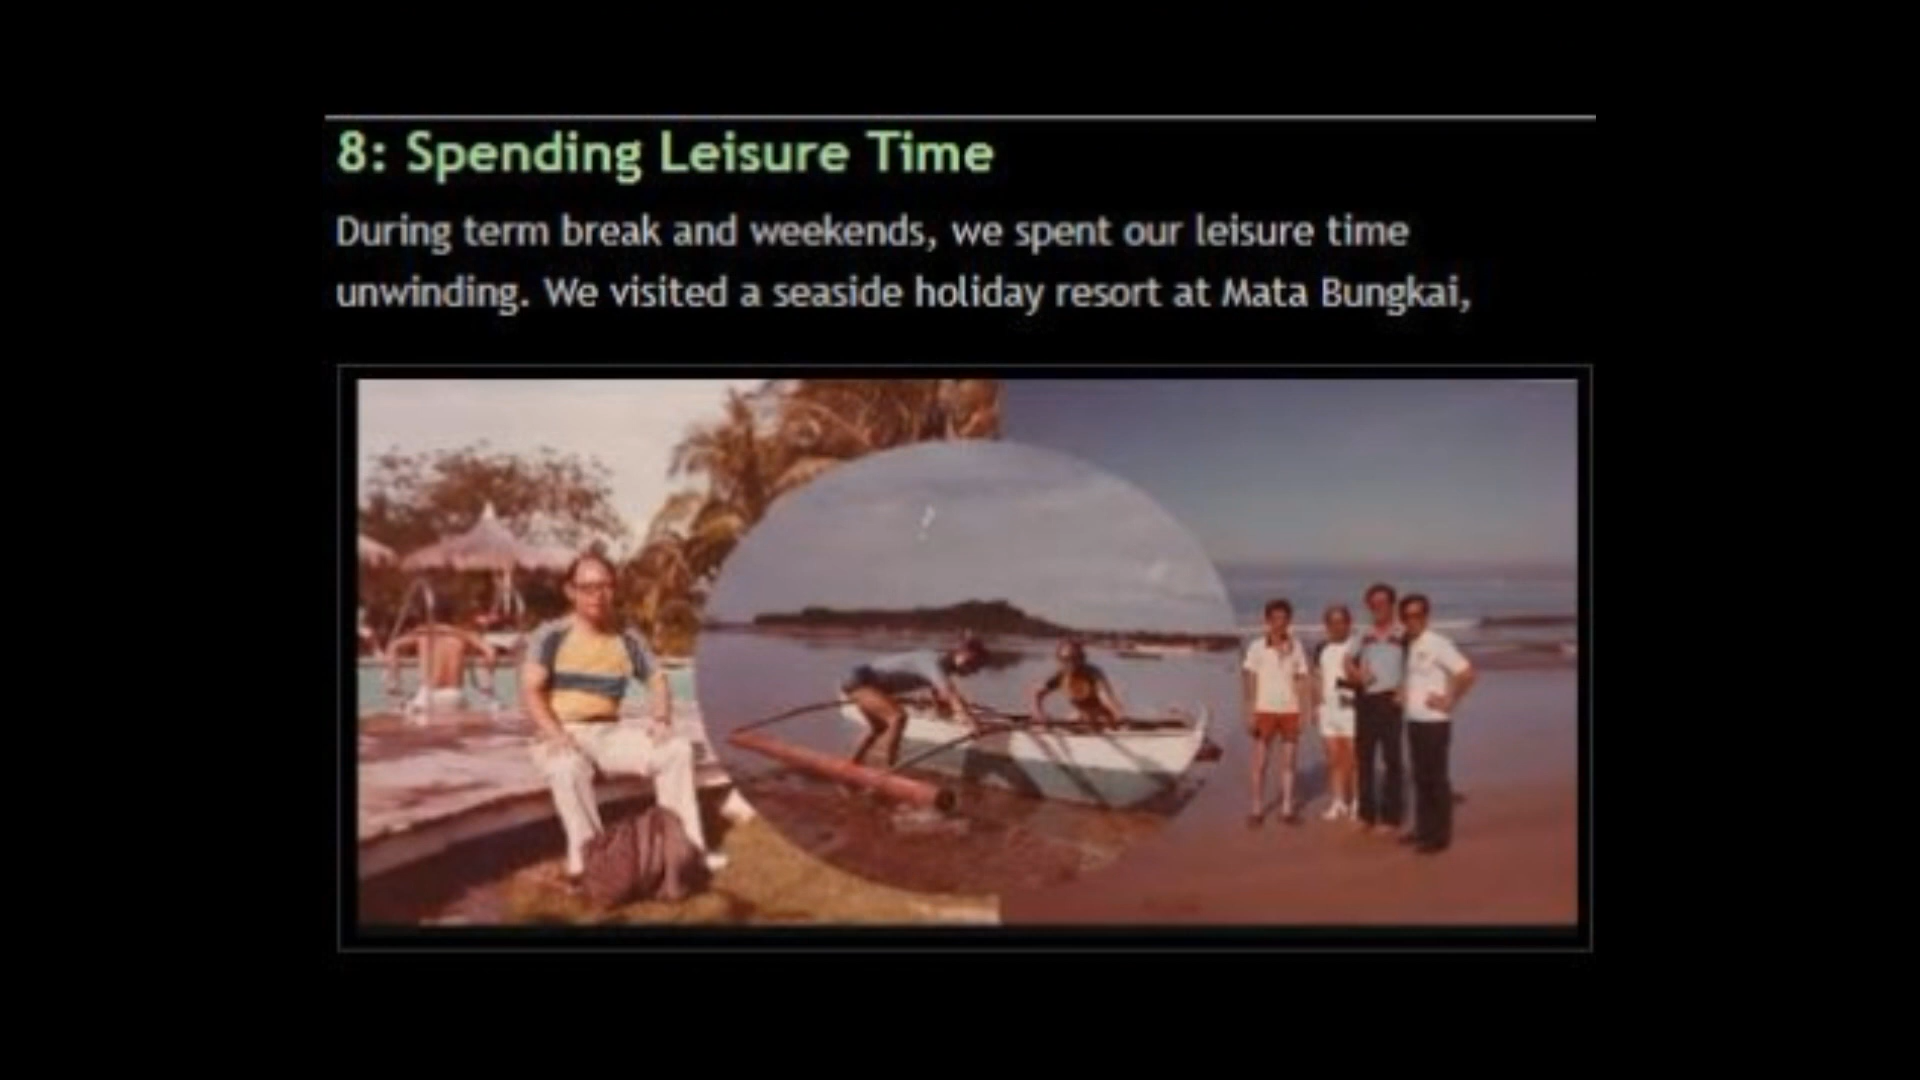 8: Spending Leisure Time
During term break and weekends, we spent our leisure time
unwinding. We visited a seaside holiday resort at Mata Bungkai,